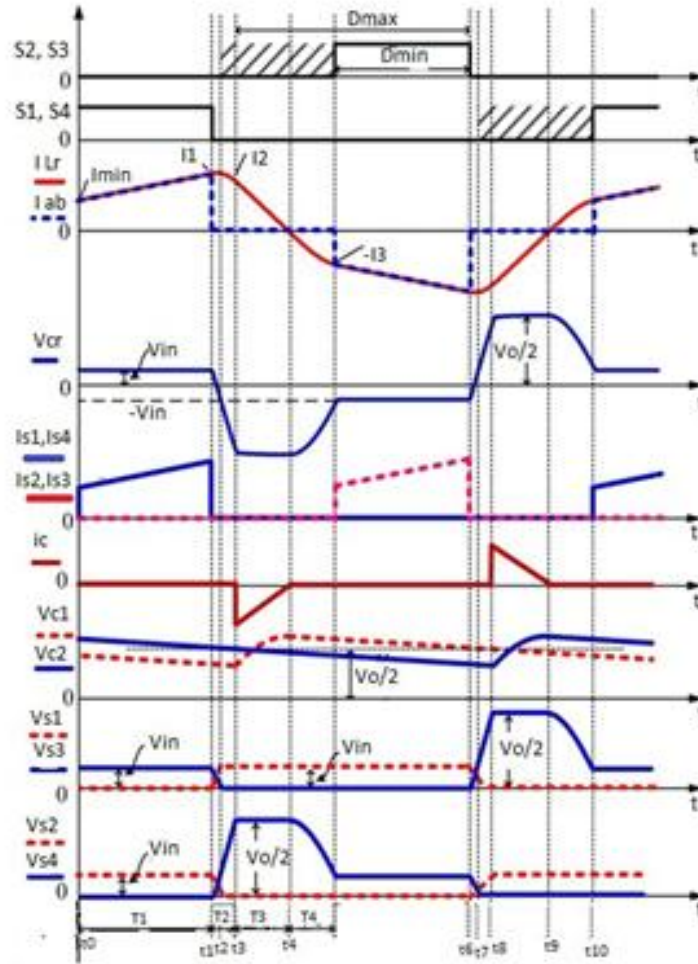 Dmax
S2, S3
Dmin
0
t
S1, S4
0
t
I Lr
I ab
Imin
I1
I2
0
-I3
t
Vcr
Vin
Vo/2
0
-Vin
t
Is1,Is4
Is2,Is3
0
t
ic
0
t
Vc1
Vc2
Vo/2
0
t
Vs1
Vs3
Vin
Vin
Vo/2
0
t
Vs2
Vs4
Vin
Vo/2
0
t
T1
T2
T3
T4
t0
t1
t2
t3
t4
t6
t7
t8
t9
t10